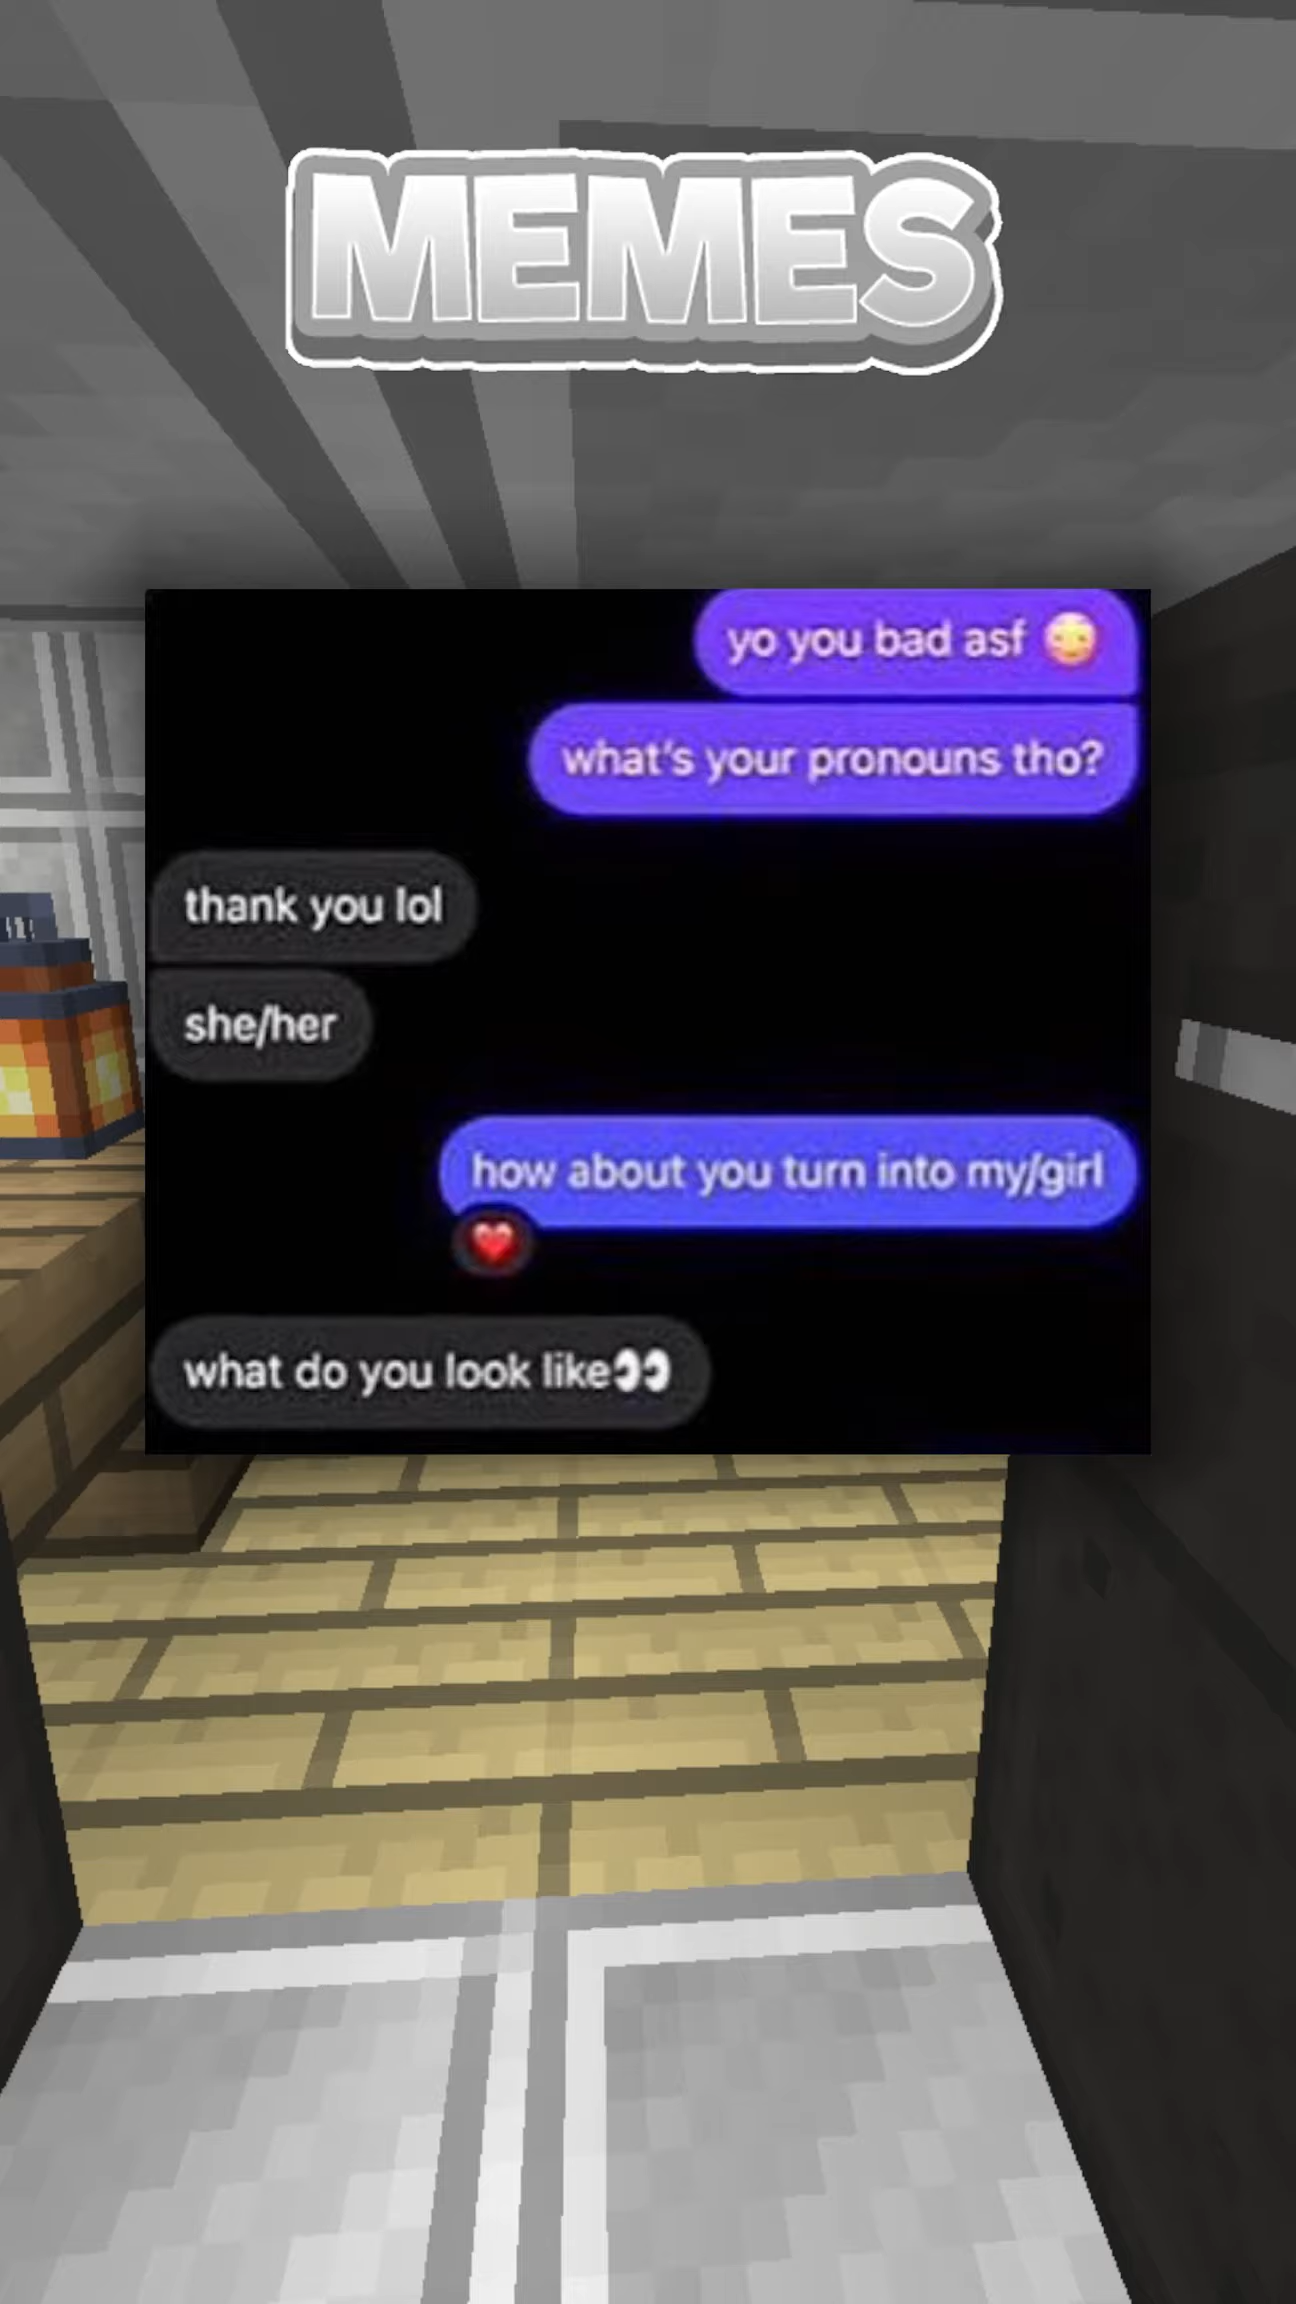 MEMES
yo you bad asf 😳
what's your pronouns tho?
thank you lol
she/her
how about you turn into my/girl
❤️
what do you look like👀